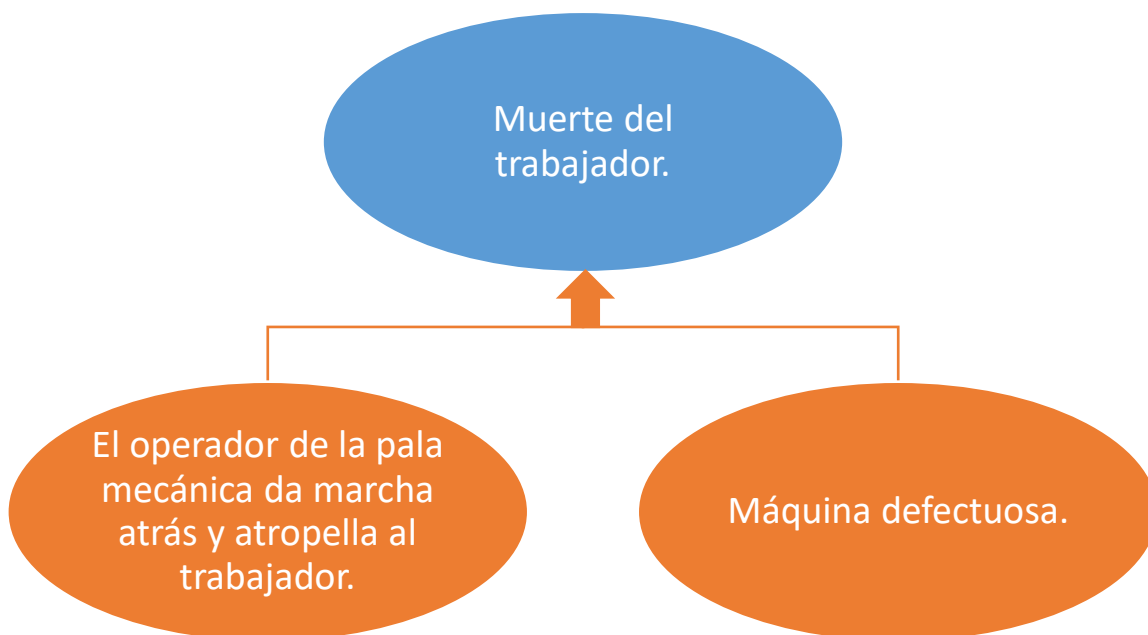 Muerte del
trabajador.
El operador de la pala
mecánica da marcha
atrás y atropella al
trabajador.
Máquina defectuosa.